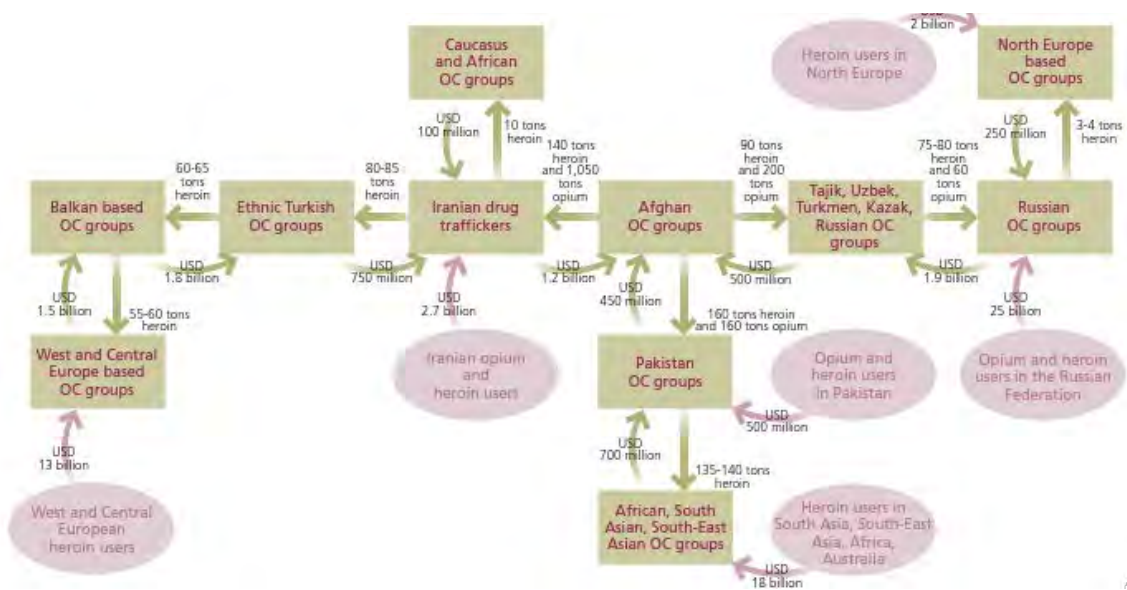 USD
2 billion
Caucasus
and African
OC groups
Heroin users in
North Europe
North Europe
based
OC groups
USD
100 million
10 tons
heroin
USD
250 million
3-4 tons
heroin
60-65
tons
heroin
80-85
tons
heroin
140 tons
heroin
and 1,050
tons
opium
90 tons
heroin
and 200
tons
opium
75-80 tons
heroin
and 60
tons
opium
Balkan based
OC groups
Ethnic Turkish
OC groups
Iranian drug
traffickers
Afghan
OC groups
Tajik, Uzbek,
Turkmen, Kazak,
Russian OC
groups
Russian
OC groups
USD
1.8 billion
USD
750 million
USD
1.2 billion
USD
500 million
USD
1.9 billion
USD
1.5 billion
55-60 tons
heroin
USD
2.7 billion
USD
450 million
160 tons heroin
and 160 tons opium
USD
25 billion
West and Central
Europe based
OC groups
Iranian opium
and
heroin users
Pakistan
OC groups
Opium and
heroin users
in Pakistan
Opium and heroin
users in the Russian
Federation
USD
500 million
USD
13 billion
USD
700 million
135-140 tons
heroin
West and Central
European
heroin users
African, South
Asian, South-East
Asian OC groups
Heroin users in
South Asia, South-East
Asia, Africa,
Australia
USD
18 billion